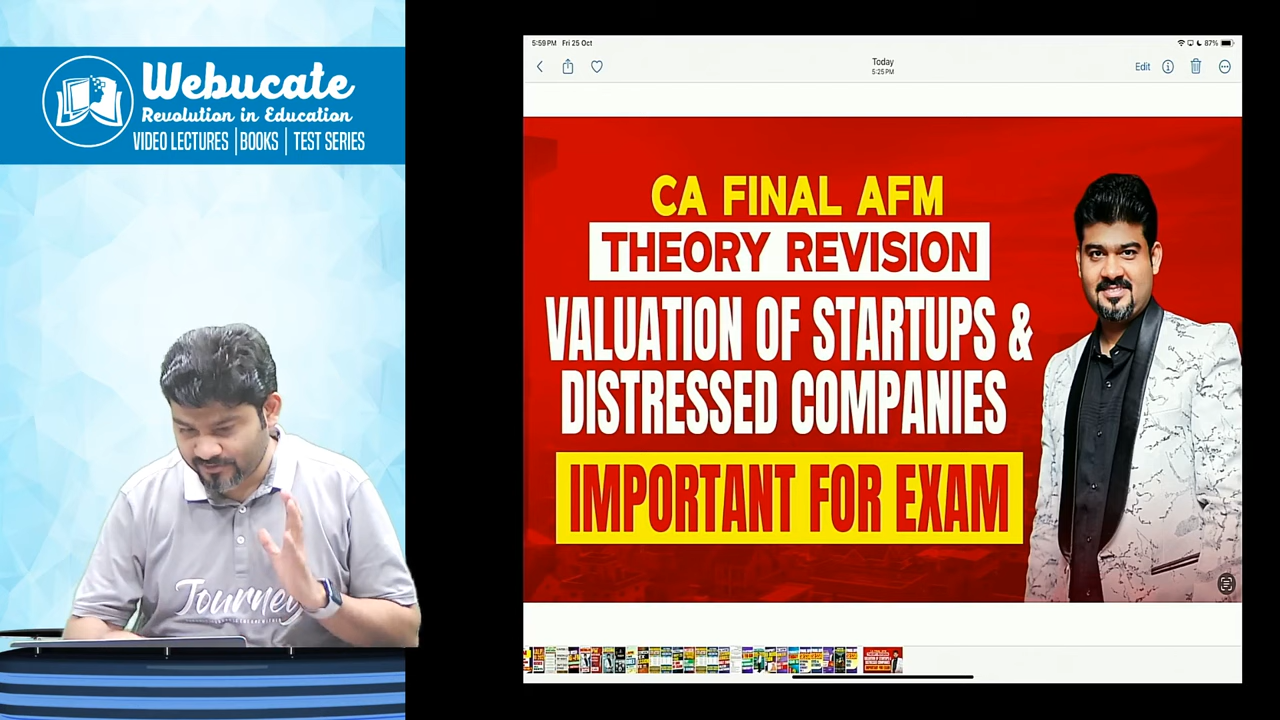 Webucate
Revolution in Education
VIDEO LECTURES | BOOKS | TEST SERIES
Journey
5:59 PM Fri 25 Oct
87%
Today
5:25 PM
Edit
CA FINAL AFM
THEORY REVISION
VALUATION OF STARTUPS &
DISTRESSED COMPANIES
IMPORTANT FOR EXAM